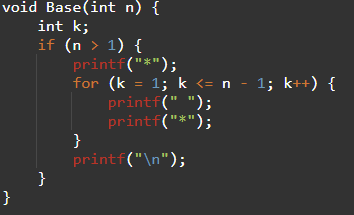 void Base(int n) {
    int k;
    if (n > 1) {
        printf("*");
        for (k = 1; k <= n - 1; k++) {
            printf(" ");
            printf("*");
        }
        printf("\n");
    }
}